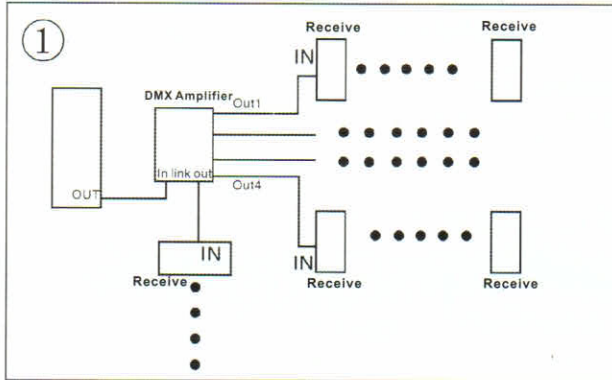 ①
Receive
Receive
IN
DMX Amplifier
Out1
In link out
OUT
Out4
IN
IN
Receive
Receive
Receive